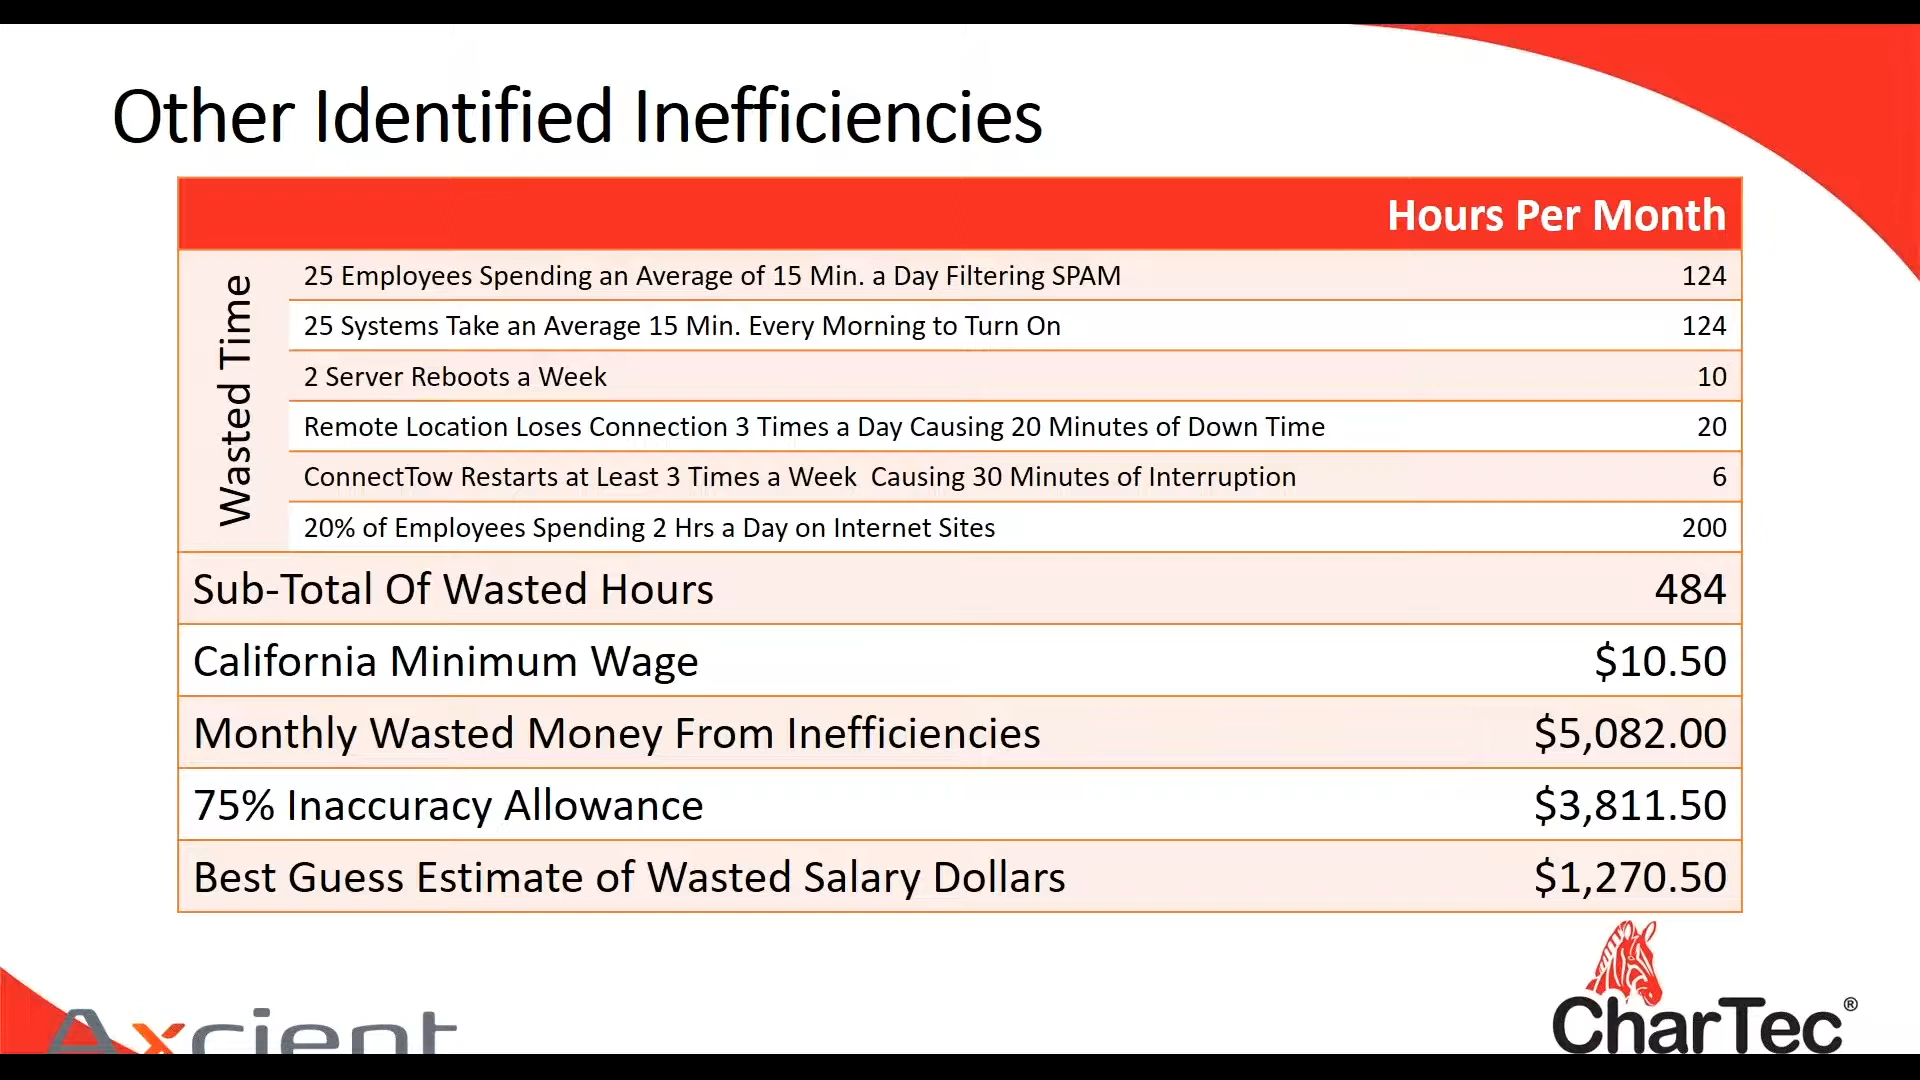 Other Identified Inefficiencies
Hours Per Month
Wasted Time
25 Employees Spending an Average of 15 Min. a Day Filtering SPAM 124
25 Systems Take an Average 15 Min. Every Morning to Turn On 124
2 Server Reboots a Week 10
Remote Location Loses Connection 3 Times a Day Causing 20 Minutes of Down Time 20
ConnectTow Restarts at Least 3 Times a Week  Causing 30 Minutes of Interruption 6
20% of Employees Spending 2 Hrs a Day on Internet Sites 200
Sub-Total Of Wasted Hours 484
California Minimum Wage $10.50
Monthly Wasted Money From Inefficiencies $5,082.00
75% Inaccuracy Allowance $3,811.50
Best Guess Estimate of Wasted Salary Dollars $1,270.50
Axcient
CharTec®